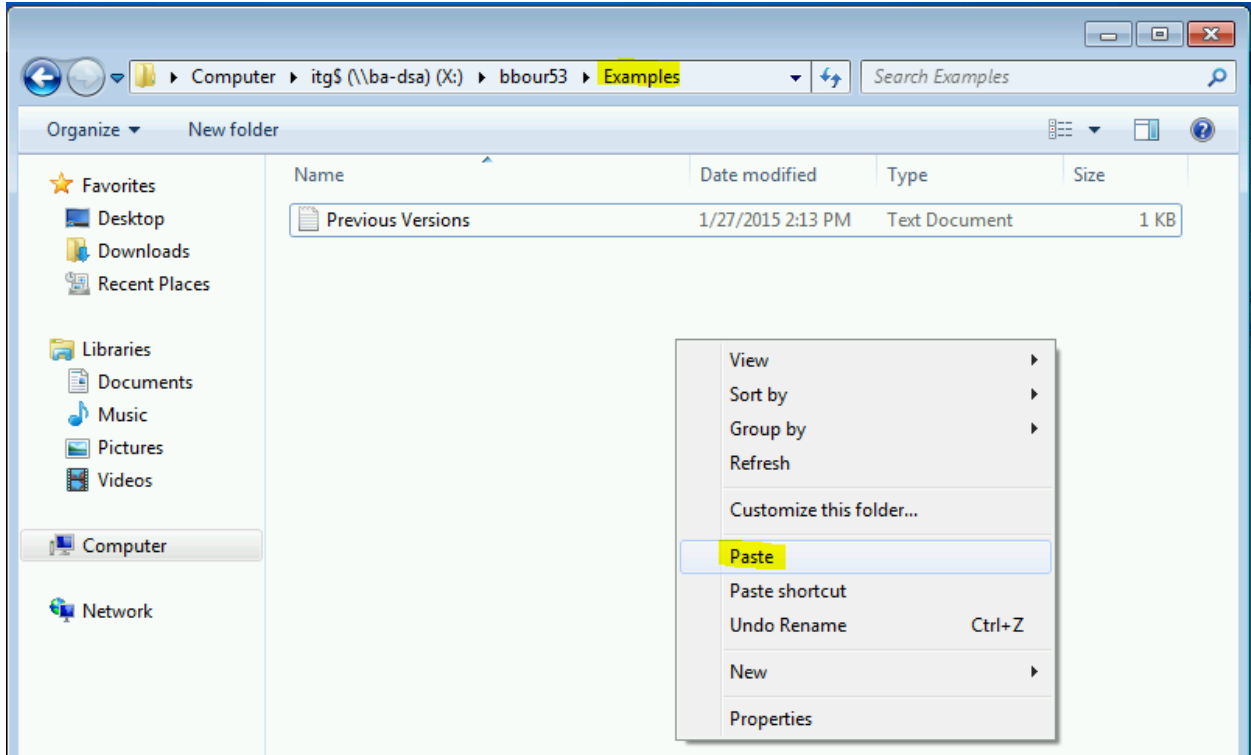 Computer ▸ itg$ (\\ba-dsa) (X:) ▸ bbour53 ▸ Examples
Search Examples
Organize
New folder
Name Date modified Type Size
Previous Versions 1/27/2015 2:13 PM Text Document 1 KB
Favorites
Desktop
Downloads
Recent Places
Libraries
Documents
Music
Pictures
Videos
Computer
Network
View
Sort by
Group by
Refresh
Customize this folder...
Paste
Paste shortcut
Undo Rename Ctrl+Z
New
Properties